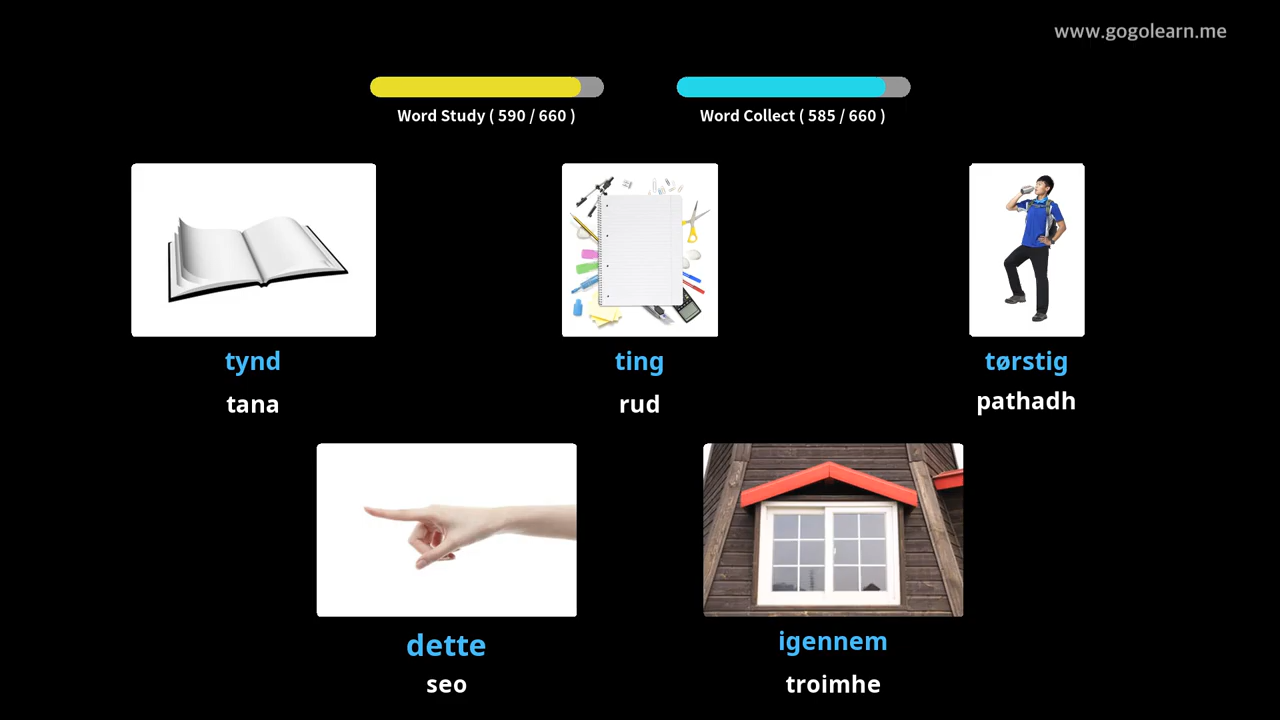 www.gogolearn.me
Word Study ( 590 / 660 )
Word Collect ( 585 / 660 )
tynd
tana
ting
rud
tørstig
pathadh
dette
seo
igennem
troimhe